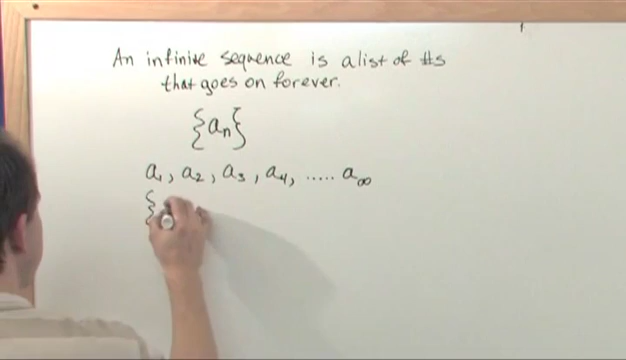 An infinite sequence is a list of #s
that goes on forever.
{aₙ}
a₁, a₂, a₃, a₄, ..... a∞
{